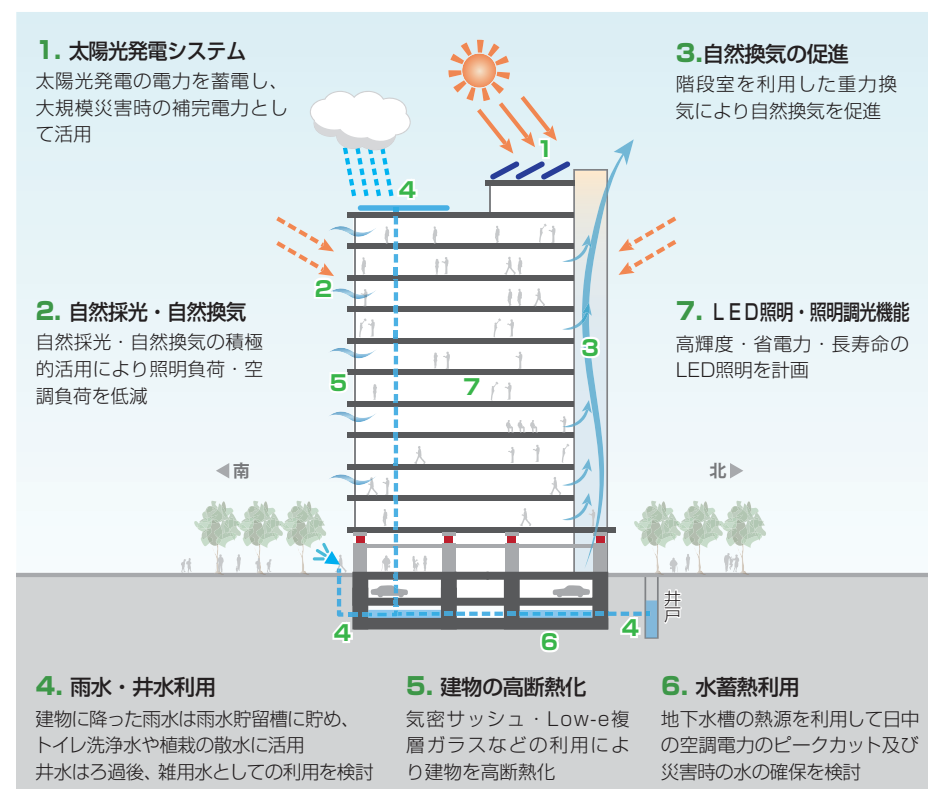 1. 太陽光発電システム
太陽光発電の電力を蓄電し、
大規模災害時の補完電力とし
て活用
3.自然換気の促進
階段室を利用した重力換
気により自然換気を促進
1
4
2. 自然採光・自然換気
自然採光・自然換気の積極
的活用により照明負荷・空
調負荷を低減
2
3
5
7
7. LED照明・照明調光機能
高輝度・省電力・長寿命の
LED照明を計画
◀南
北▶
井戸
4
6
4
4. 雨水・井水利用
建物に降った雨水は雨水貯留槽に貯め、
トイレ洗浄水や植栽の散水に活用
井水はろ過後、雑用水としての利用を検討
5. 建物の高断熱化
気密サッシュ・Low-e複
層ガラスなどの利用によ
り建物を高断熱化
6. 水蓄熱利用
地下水槽の熱源を利用して日中
の空調電力のピークカット及び
災害時の水の確保を検討